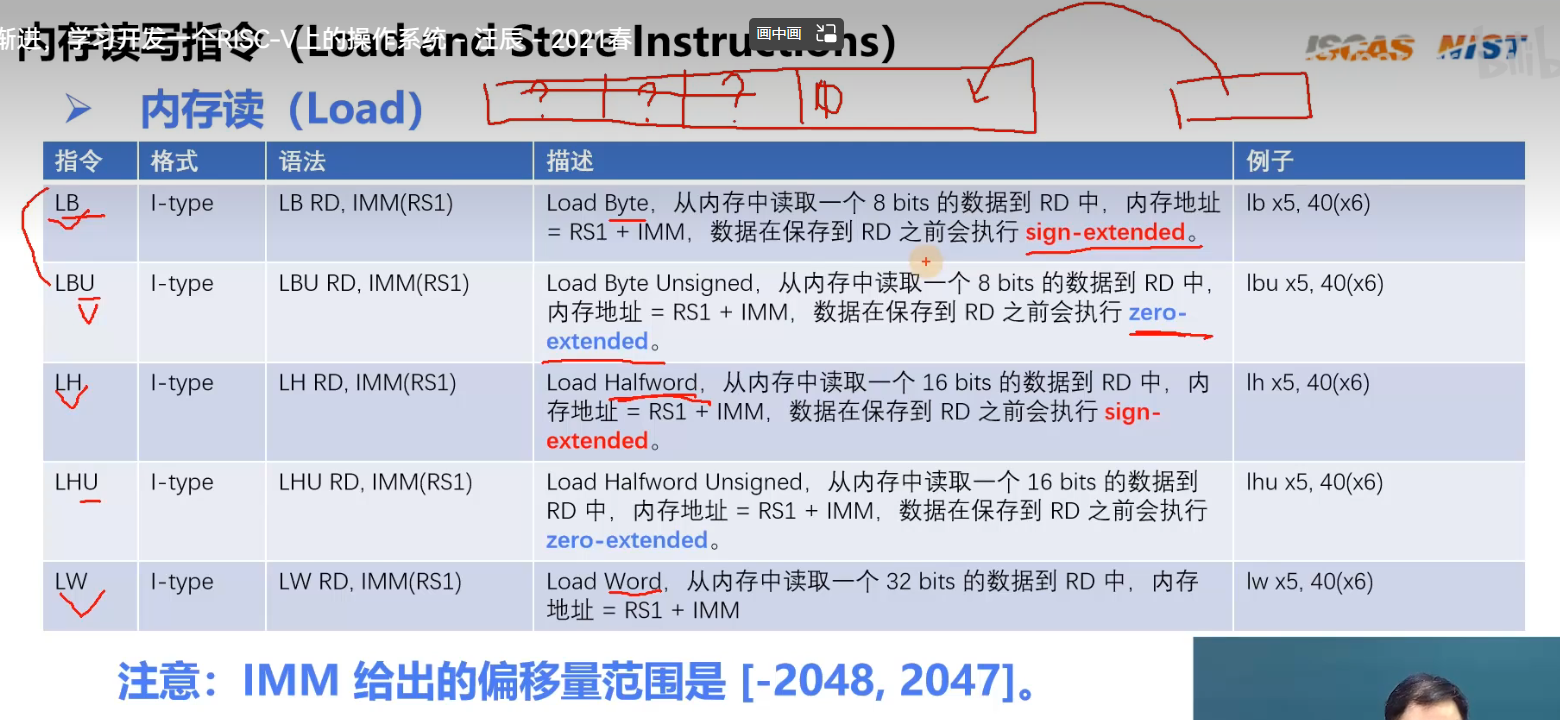 内存读写指令（Load and Store Instructions）
渐进，学习开发一个RISC-V上的操作系统 - 汪辰 - 2021春
画中画
ISCAS NIST
bilib
内存读（Load）
? ? ?
指令 格式 语法 描述 例子
LB I-type LB RD, IMM(RS1) Load Byte，从内存中读取一个 8 bits 的数据到 RD 中，内存地址 lb x5, 40(x6)
= RS1 + IMM，数据在保存到 RD 之前会执行 sign-extended。
LBU I-type LBU RD, IMM(RS1) Load Byte Unsigned，从内存中读取一个 8 bits 的数据到 RD 中， lbu x5, 40(x6)
内存地址 = RS1 + IMM，数据在保存到 RD 之前会执行 zero-
extended。
LH I-type LH RD, IMM(RS1) Load Halfword，从内存中读取一个 16 bits 的数据到 RD 中，内 lh x5, 40(x6)
存地址 = RS1 + IMM，数据在保存到 RD 之前会执行 sign-
extended。
LHU I-type LHU RD, IMM(RS1) Load Halfword Unsigned，从内存中读取一个 16 bits 的数据到 lhu x5, 40(x6)
RD 中，内存地址 = RS1 + IMM，数据在保存到 RD 之前会执行
zero-extended。
LW I-type LW RD, IMM(RS1) Load Word，从内存中读取一个 32 bits 的数据到 RD 中，内存 lw x5, 40(x6)
地址 = RS1 + IMM
注意：IMM 给出的偏移量范围是 [-2048, 2047]。